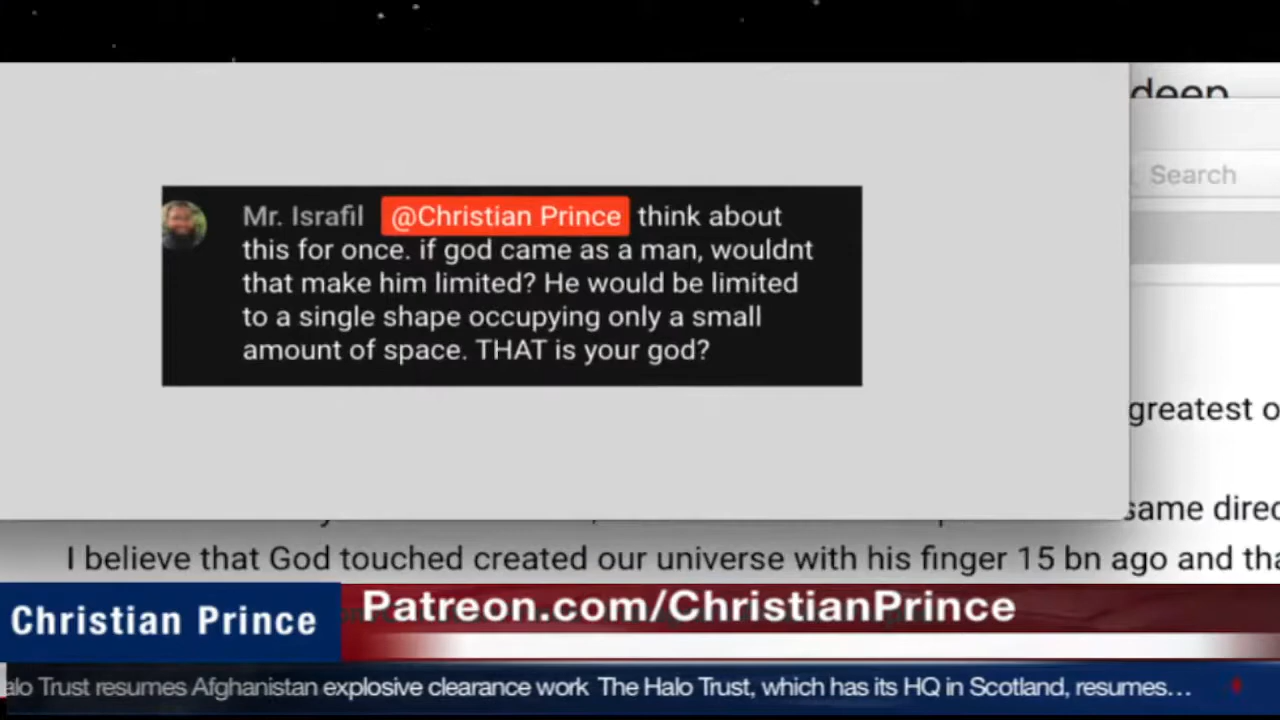 deep
Search
Mr. Israfil @Christian Prince think about
this for once. if god came as a man, wouldnt
that make him limited? He would be limited
to a single shape occupying only a small
amount of space. THAT is your god?
greatest o
same direc
I believe that God touched created our universe with his finger 15 bn ago and tha
Christian Prince
Patreon.com/ChristianPrince
alo Trust resumes Afghanistan explosive clearance work The Halo Trust, which has its HQ in Scotland, resumes...